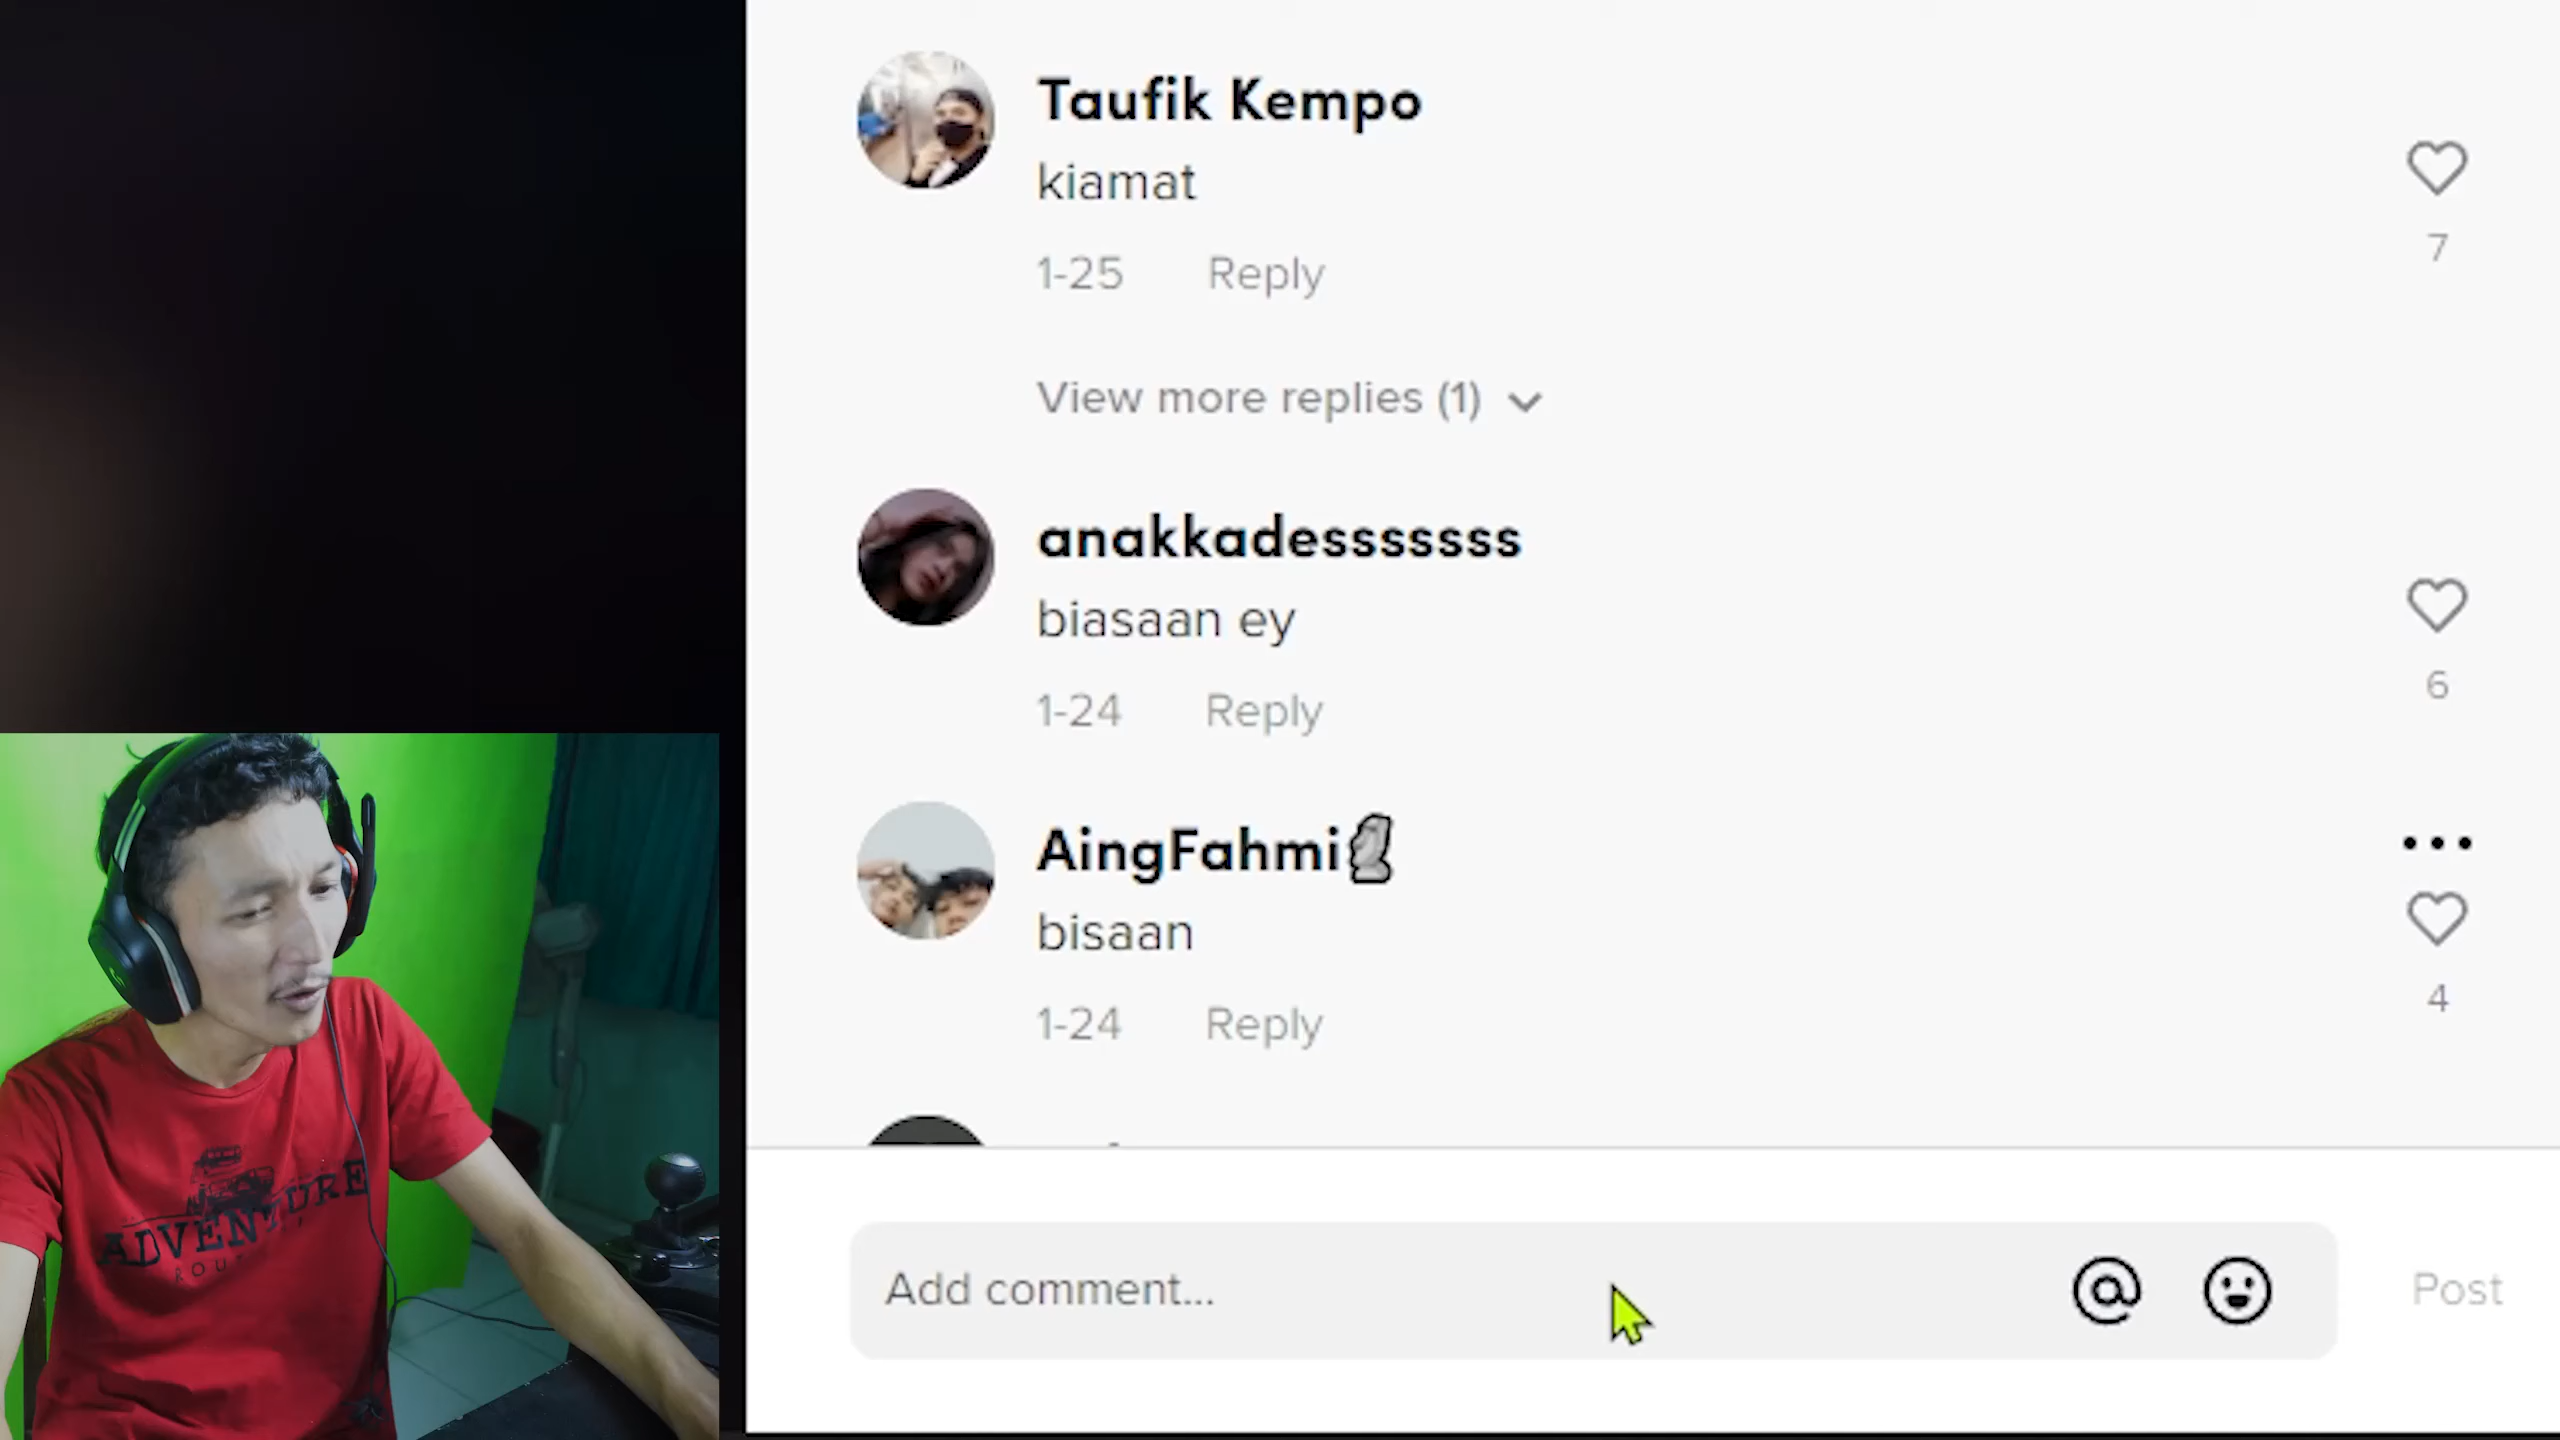 Taufik Kempo
kiamat
7
1-25 Reply
View more replies (1)
anakkadesssssss
biasaan ey
6
1-24 Reply
AingFahmi🗿
bisaan
4
1-24 Reply
Add comment...
Post
ADVENTURE